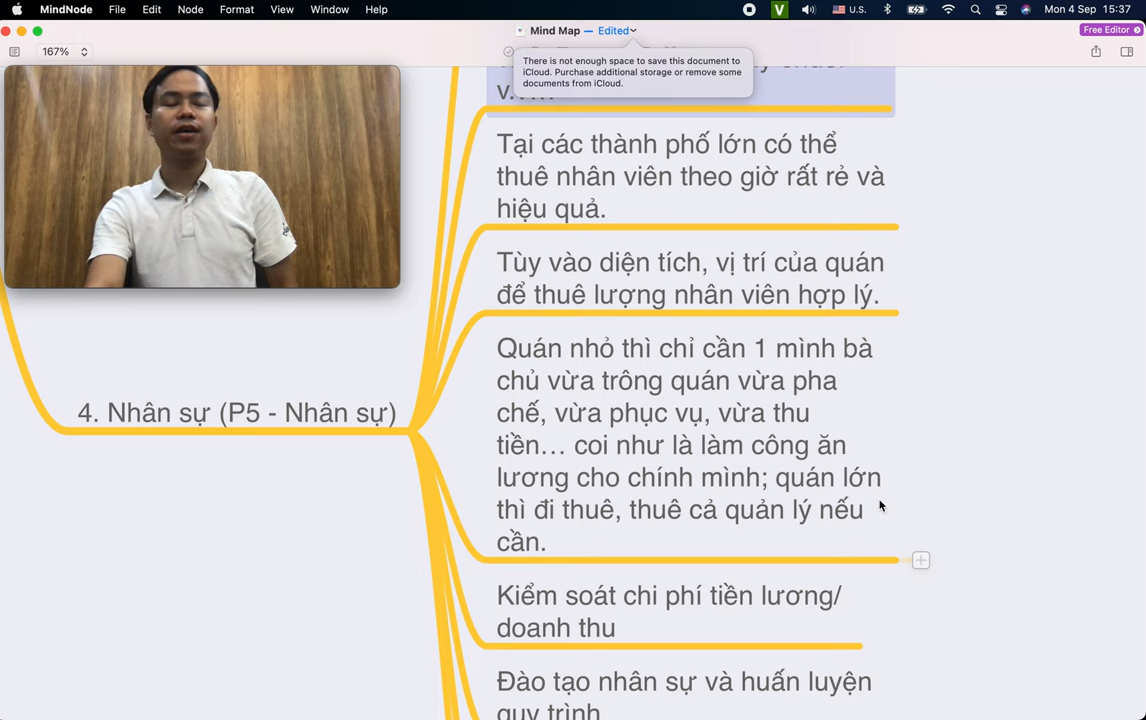 MindNode File Edit Node Format View Window Help V U.S. Mon 4 Sep 15:37
Mind Map — Edited
Free Editor
167%
There is not enough space to save this document to
iCloud. Purchase additional storage or remove some
documents from iCloud.
Tại các thành phố lớn có thể
thuê nhân viên theo giờ rất rẻ và
hiệu quả.
Tùy vào diện tích, vị trí của quán
để thuê lượng nhân viên hợp lý.
Quán nhỏ thì chỉ cần 1 mình bà
chủ vừa trông quán vừa pha
chế, vừa phục vụ, vừa thu
tiền... coi như là làm công ăn
lương cho chính mình; quán lớn
thì đi thuê, thuê cả quản lý nếu
cần.
4. Nhân sự (P5 - Nhân sự)
Kiểm soát chi phí tiền lương/
doanh thu
Đào tạo nhân sự và huấn luyện
quy trình